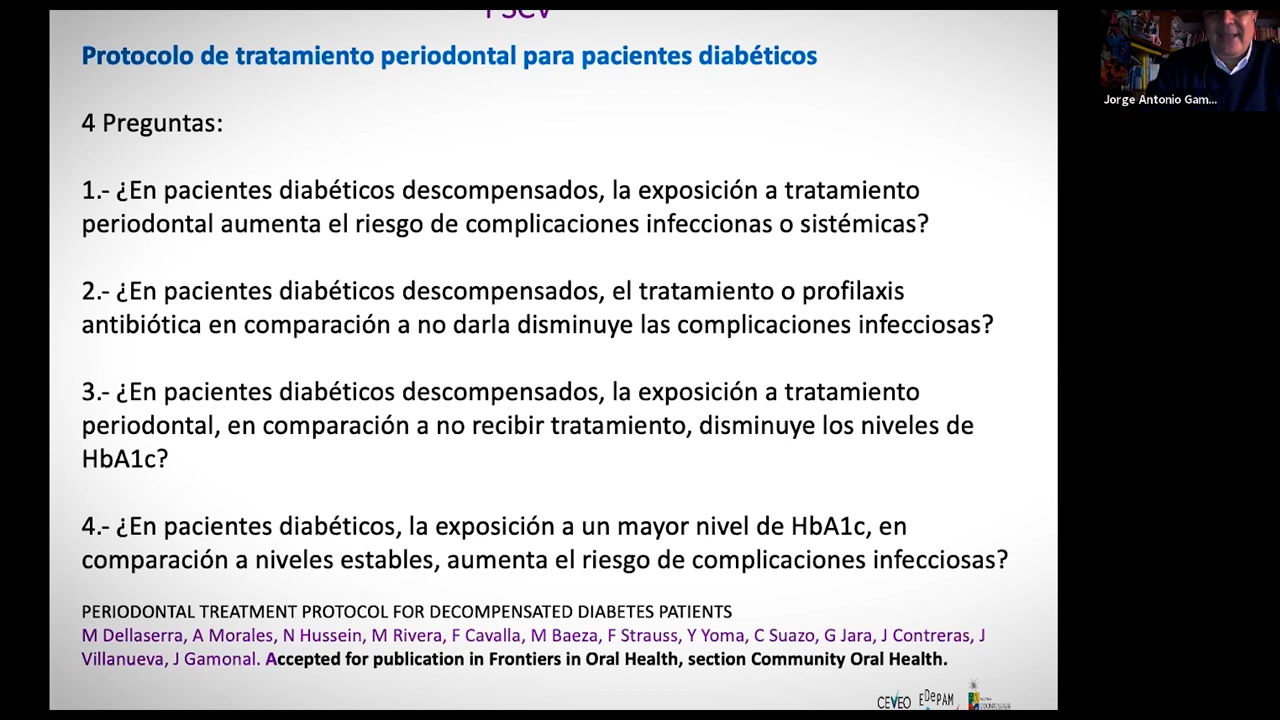 PSCV
Protocolo de tratamiento periodontal para pacientes diabéticos
Jorge Antonio Gam...
4 Preguntas:
1.- ¿En pacientes diabéticos descompensados, la exposición a tratamiento
periodontal aumenta el riesgo de complicaciones infeccionas o sistémicas?
2.- ¿En pacientes diabéticos descompensados, el tratamiento o profilaxis
antibiótica en comparación a no darla disminuye las complicaciones infecciosas?
3.- ¿En pacientes diabéticos descompensados, la exposición a tratamiento
periodontal, en comparación a no recibir tratamiento, disminuye los niveles de
HbA1c?
4.- ¿En pacientes diabéticos, la exposición a un mayor nivel de HbA1c, en
comparación a niveles estables, aumenta el riesgo de complicaciones infecciosas?
PERIODONTAL TREATMENT PROTOCOL FOR DECOMPENSATED DIABETES PATIENTS
M Dellaserra, A Morales, N Hussein, M Rivera, F Cavalla, M Baeza, F Strauss, Y Yoma, C Suazo, G Jara, J Contreras, J
Villanueva, J Gamonal. Accepted for publication in Frontiers in Oral Health, section Community Oral Health.
CEVEO EDePAM